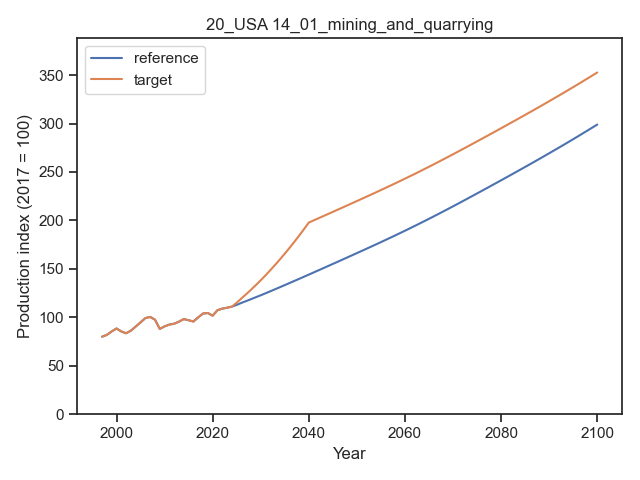 20_USA 14_01_mining_and_quarrying
reference
target
Production index (2017 = 100)
350
300
250
200
150
100
50
0
2000
2020
2040
2060
2080
2100
Year